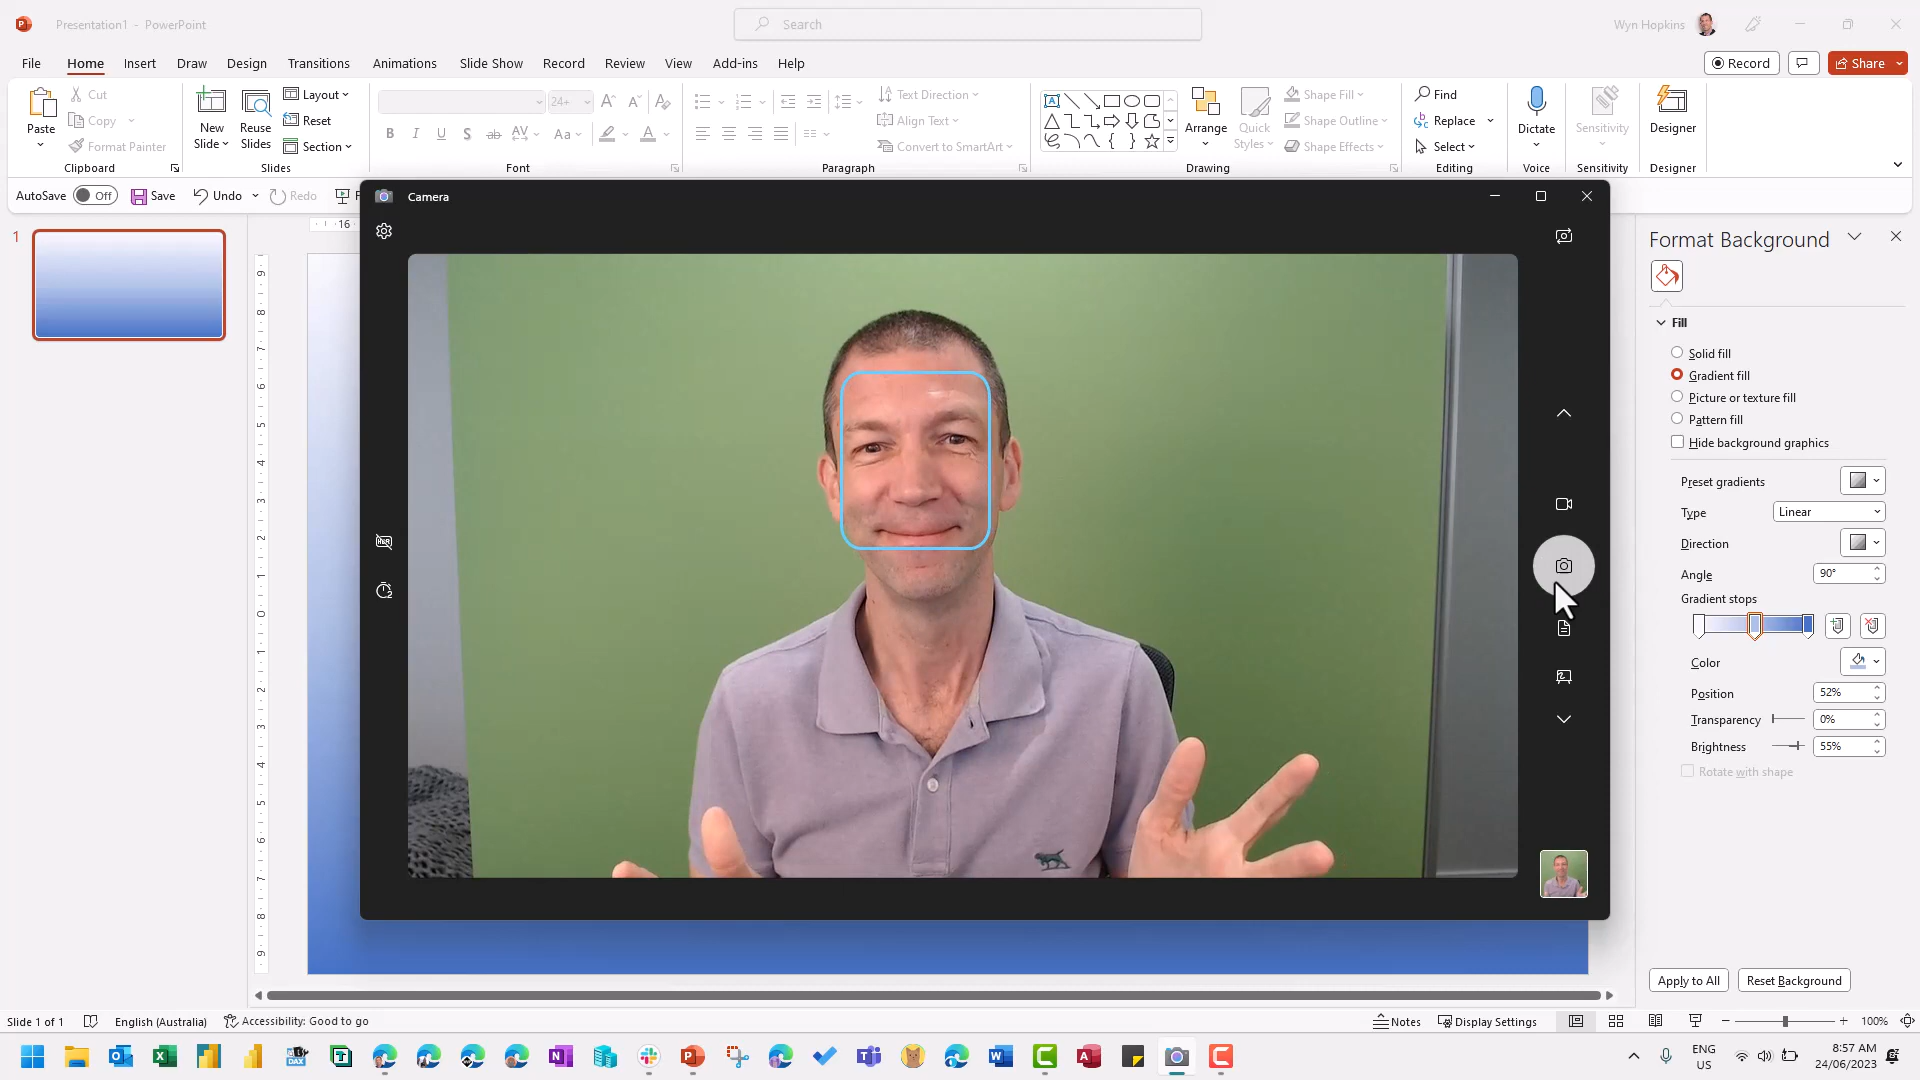 Presentation1 - PowerPoint
Search
Wyn Hopkins
File Home Insert Draw Design Transitions Animations Slide Show Record Review View Add-ins Help
Record
Share
Paste
Cut
Copy
Format Painter
Clipboard
New Slide
Reuse Slides
Layout
Reset
Section
Slides
24+
B I U S ab AV Aa A
Font
Text Direction
Align Text
Convert to SmartArt
Paragraph
Arrange
Quick Styles
Shape Fill
Shape Outline
Shape Effects
Drawing
Find
Replace
Select
Editing
Dictate
Voice
Sensitivity
Sensitivity
Designer
Designer
AutoSave Off Save Undo Redo
Camera
1
16
Format Background
Fill
Solid fill
Gradient fill
Picture or texture fill
Pattern fill
Hide background graphics
Preset gradients
Type Linear
Direction
Angle 90°
Gradient stops
Color
Position 52%
Transparency 0%
Brightness 55%
Rotate with shape
Apply to All Reset Background
Slide 1 of 1 English (Australia) Accessibility: Good to go Notes Display Settings 100%
ENG US
8:57 AM
24/06/2023